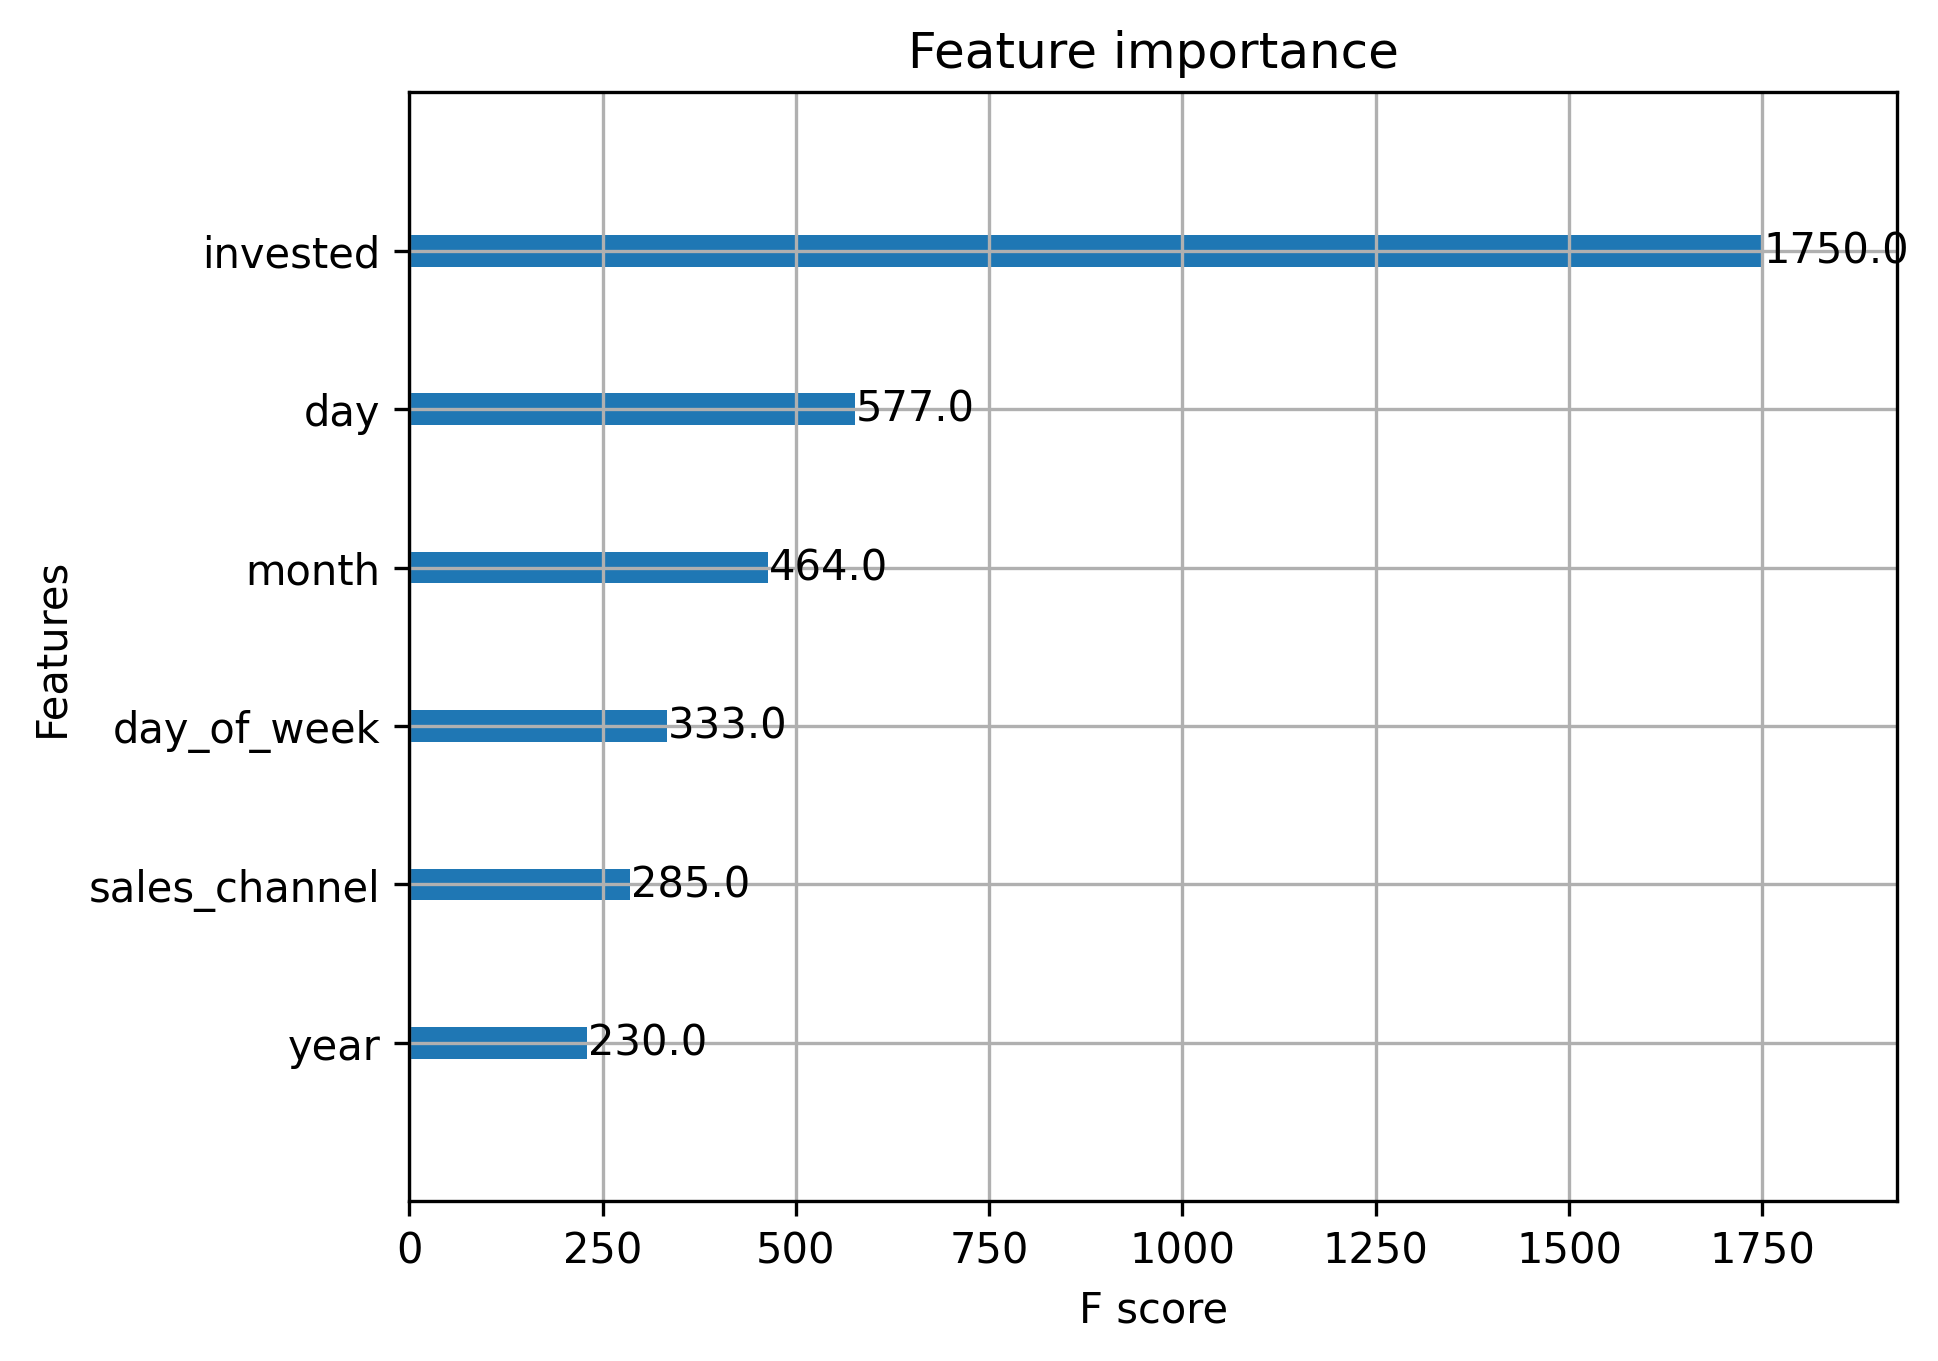 Feature importance
Features
invested
1750.0
day
577.0
month
464.0
day_of_week
333.0
sales_channel
285.0
year
230.0
0 250 500 750 1000 1250 1500 1750
F score